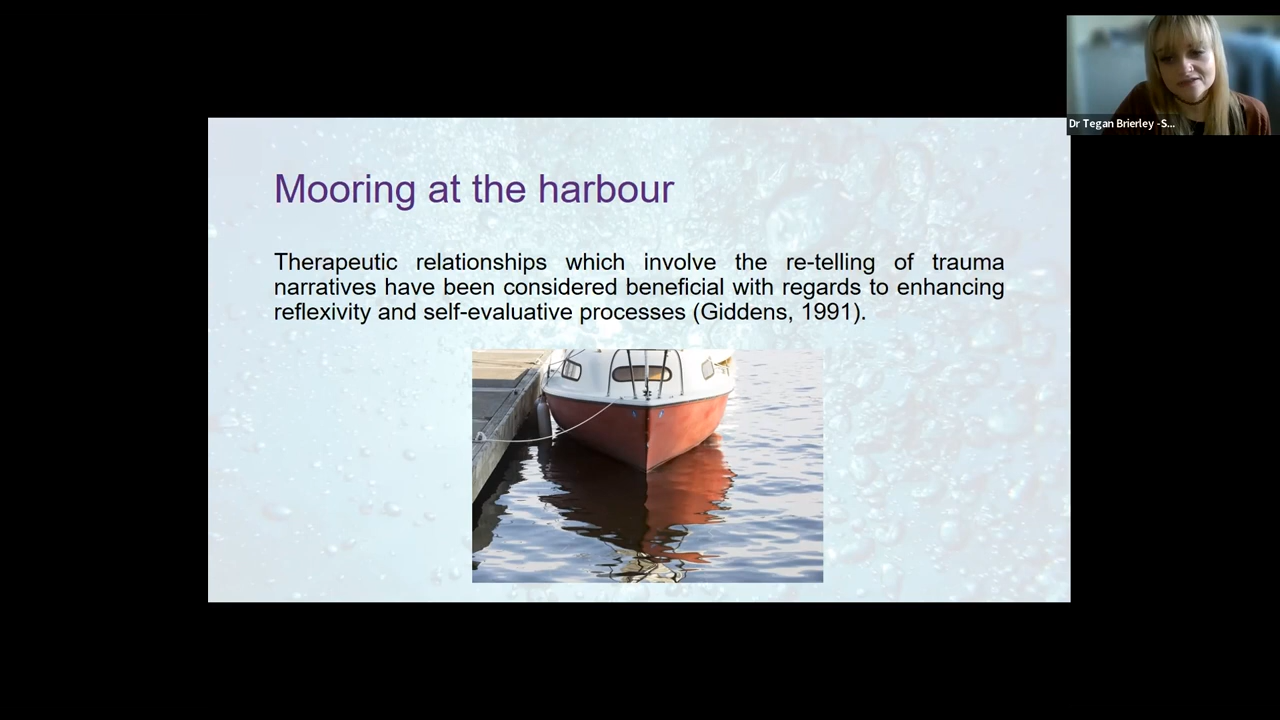 Dr Tegan Brierley -S...
Mooring at the harbour
Therapeutic relationships which involve the re-telling of trauma
narratives have been considered beneficial with regards to enhancing
reflexivity and self-evaluative processes (Giddens, 1991).